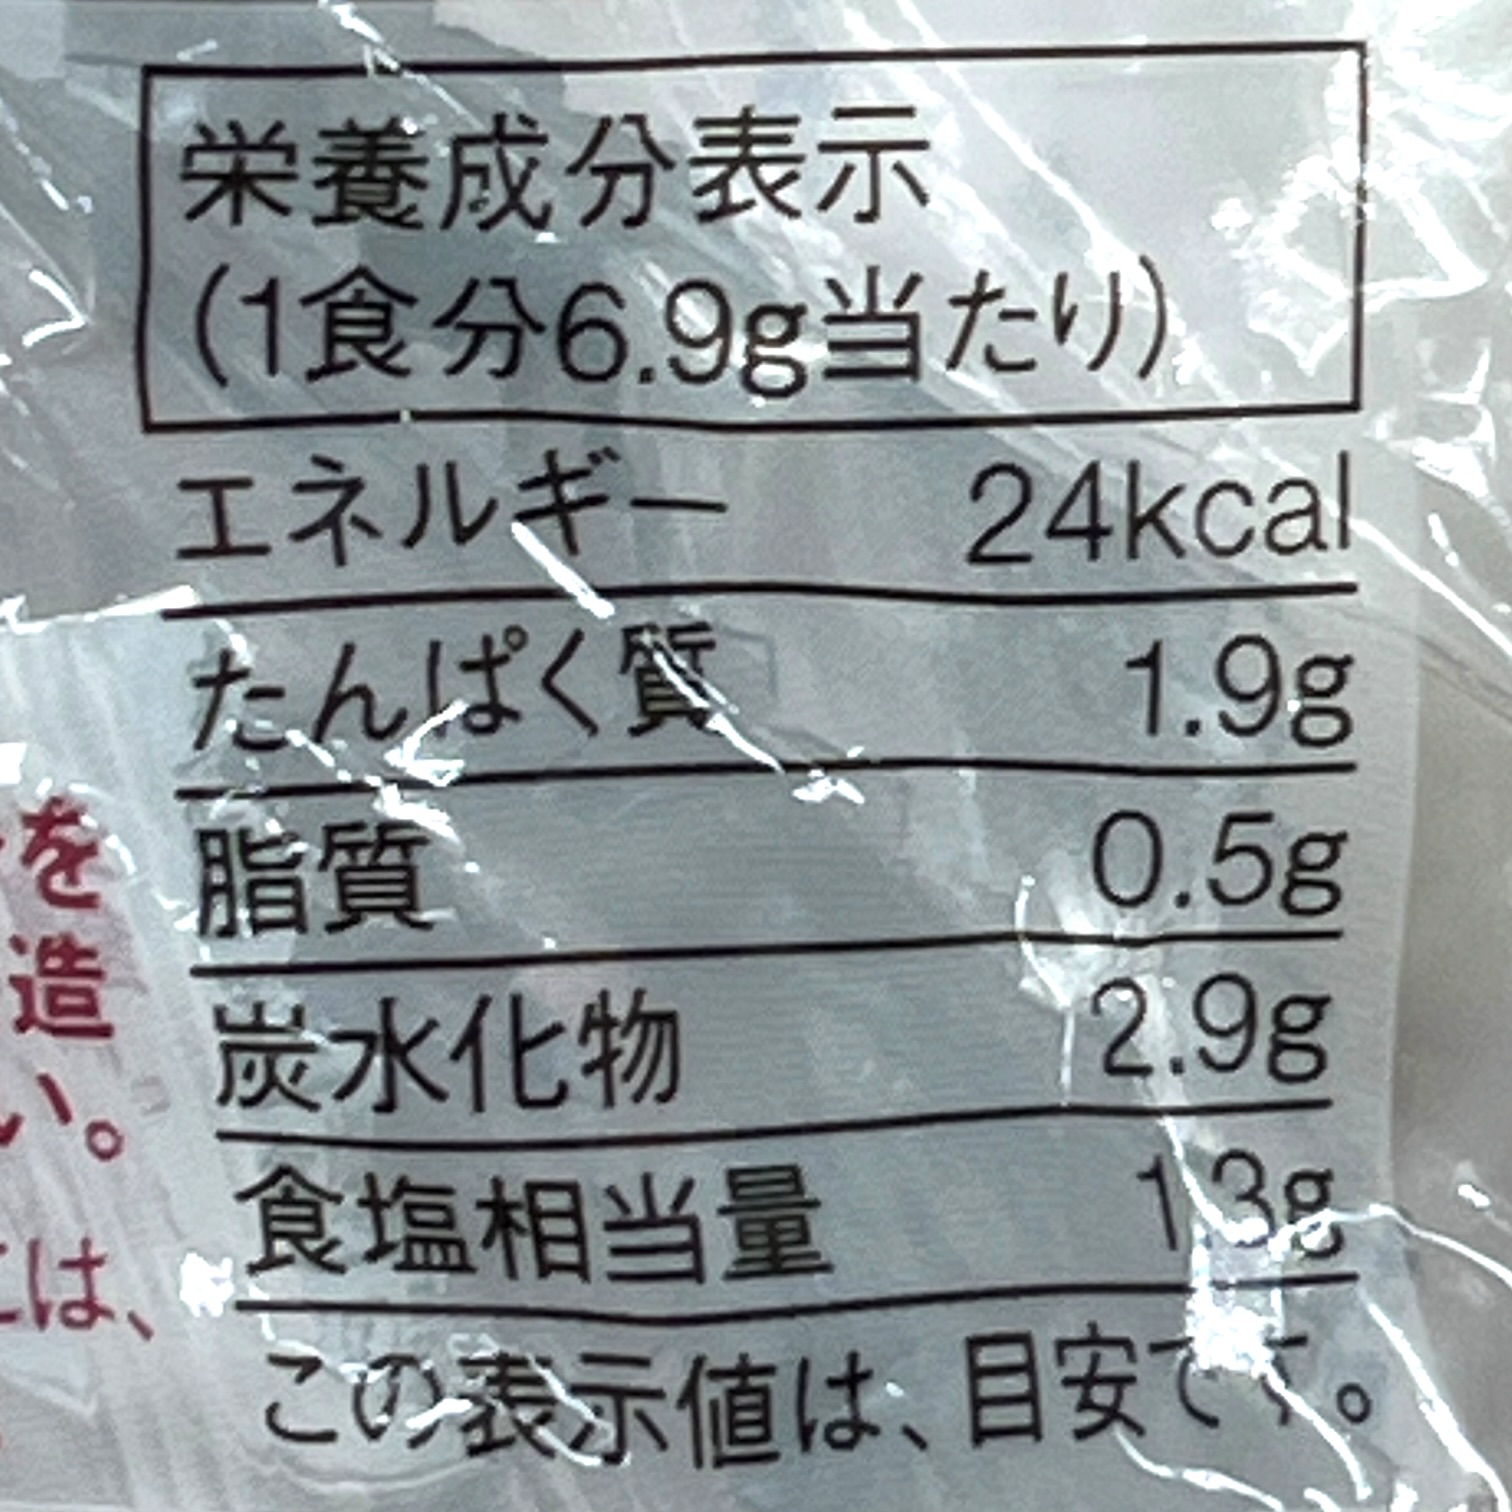 栄養成分表示
(1食分6.9g当たり)
エネルギー 24kcal
たんぱく質 1.9g
脂質 0.5g
炭水化物 2.9g
食塩相当量 1.3g
この表示値は、目安です。
を
造
い。
は、